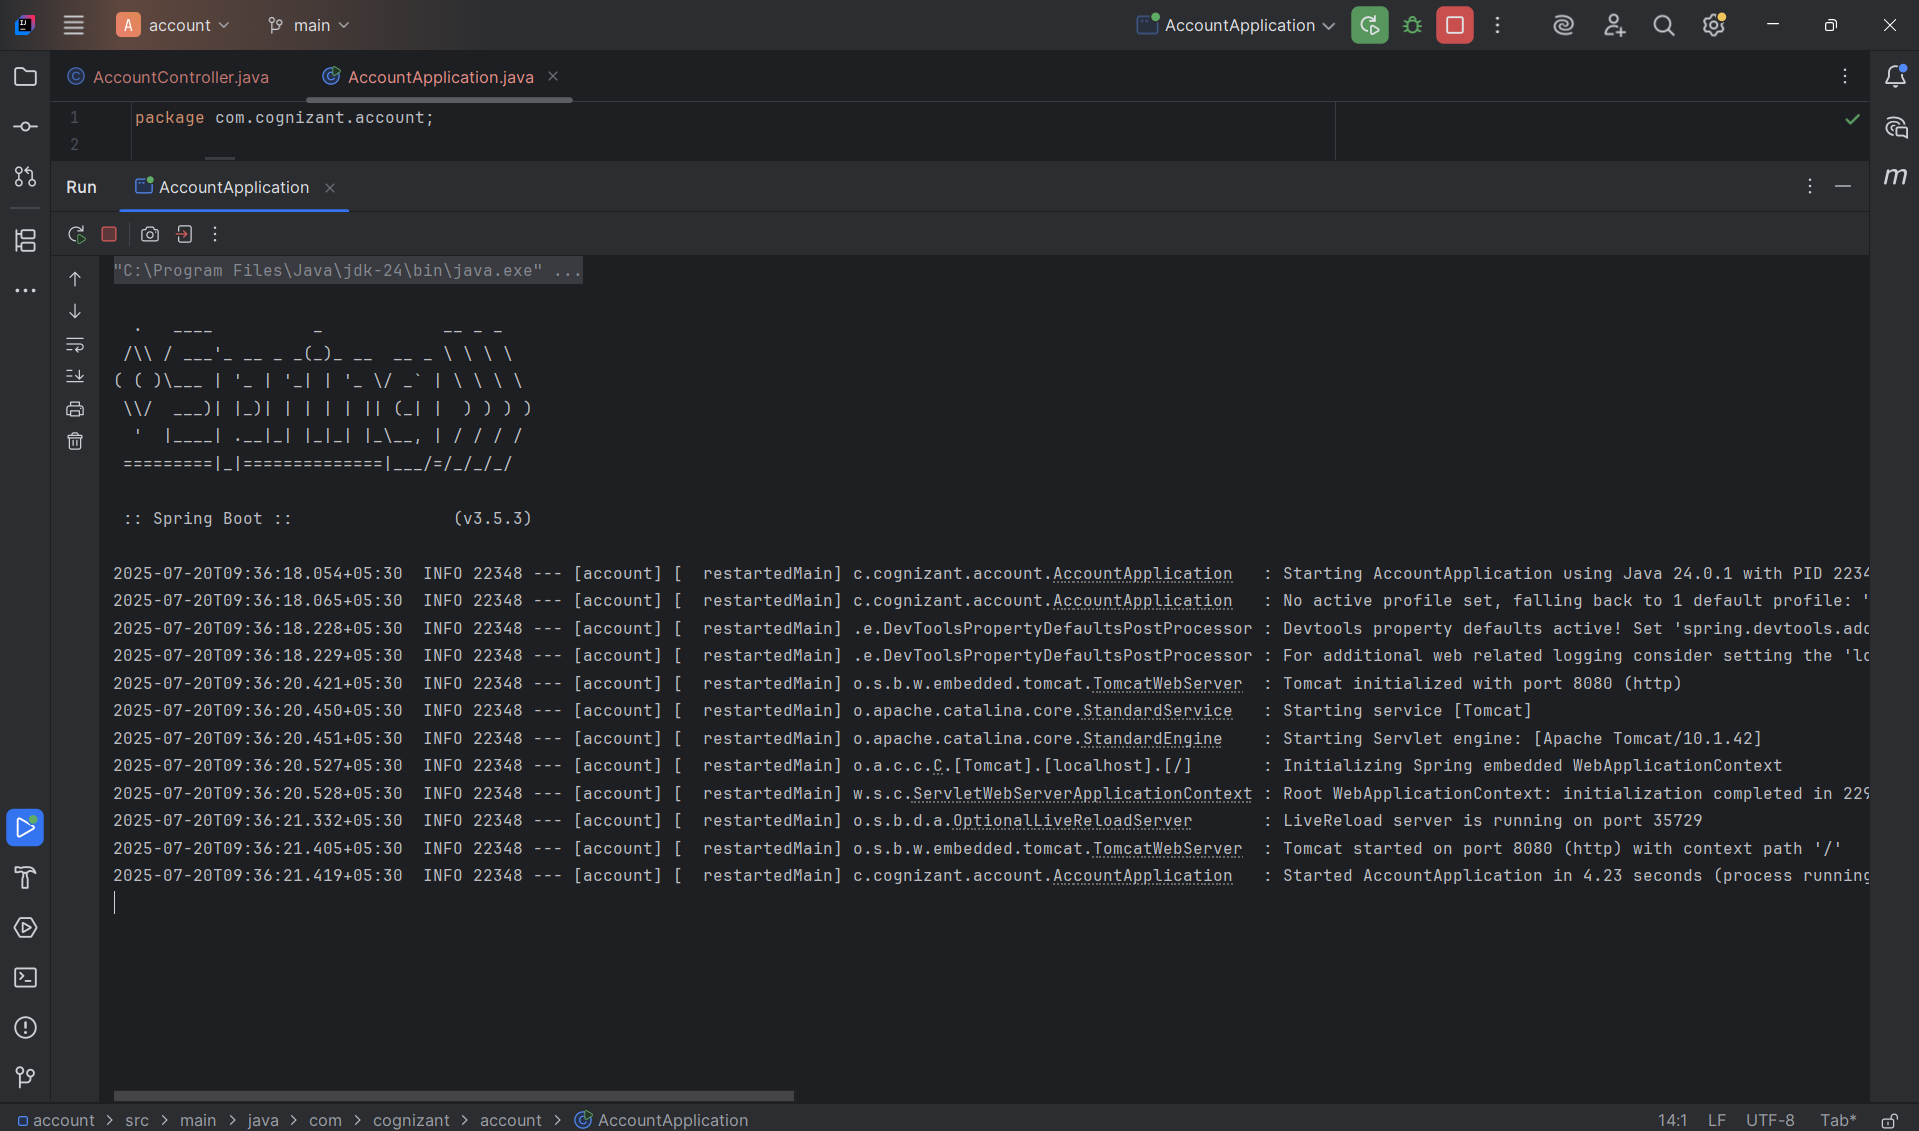 A account main AccountApplication
AccountController.java AccountApplication.java
1 package com.cognizant.account;
2
Run AccountApplication
"C:\Program Files\Java\jdk-24\bin\java.exe" ...
  .   ____          _            __ _ _
 /\\ / ___'_ __ _ _(_)_ __  __ _ \ \ \ \
( ( )\___ | '_ | '_| | '_ \/ _` | \ \ \ \
 \\/  ___)| |_)| | | | | || (_| |  ) ) ) )
  '  |____| .__|_| |_|_| |_\__, | / / / /
 =========|_|==============|___/=/_/_/_/
 :: Spring Boot ::                (v3.5.3)
2025-07-20T09:36:18.054+05:30  INFO 22348 --- [account] [  restartedMain] c.cognizant.account.AccountApplication   : Starting AccountApplication using Java 24.0.1 with PID 2234
2025-07-20T09:36:18.065+05:30  INFO 22348 --- [account] [  restartedMain] c.cognizant.account.AccountApplication   : No active profile set, falling back to 1 default profile: "
2025-07-20T09:36:18.228+05:30  INFO 22348 --- [account] [  restartedMain] .e.DevToolsPropertyDefaultsPostProcessor : Devtools property defaults active! Set 'spring.devtools.add
2025-07-20T09:36:18.229+05:30  INFO 22348 --- [account] [  restartedMain] .e.DevToolsPropertyDefaultsPostProcessor : For additional web related logging consider setting the 'lo
2025-07-20T09:36:20.421+05:30  INFO 22348 --- [account] [  restartedMain] o.s.b.w.embedded.tomcat.TomcatWebServer  : Tomcat initialized with port 8080 (http)
2025-07-20T09:36:20.450+05:30  INFO 22348 --- [account] [  restartedMain] o.apache.catalina.core.StandardService   : Starting service [Tomcat]
2025-07-20T09:36:20.451+05:30  INFO 22348 --- [account] [  restartedMain] o.apache.catalina.core.StandardEngine    : Starting Servlet engine: [Apache Tomcat/10.1.42]
2025-07-20T09:36:20.527+05:30  INFO 22348 --- [account] [  restartedMain] o.a.c.c.C.[Tomcat].[localhost].[/]       : Initializing Spring embedded WebApplicationContext
2025-07-20T09:36:20.528+05:30  INFO 22348 --- [account] [  restartedMain] w.s.c.ServletWebServerApplicationContext : Root WebApplicationContext: initialization completed in 229
2025-07-20T09:36:21.332+05:30  INFO 22348 --- [account] [  restartedMain] o.s.b.d.a.OptionalLiveReloadServer       : LiveReload server is running on port 35729
2025-07-20T09:36:21.405+05:30  INFO 22348 --- [account] [  restartedMain] o.s.b.w.embedded.tomcat.TomcatWebServer  : Tomcat started on port 8080 (http) with context path '/'
2025-07-20T09:36:21.419+05:30  INFO 22348 --- [account] [  restartedMain] c.cognizant.account.AccountApplication   : Started AccountApplication in 4.23 seconds (process running
account > src > main > java > com > cognizant > account > AccountApplication 14:1 LF UTF-8 Tab*